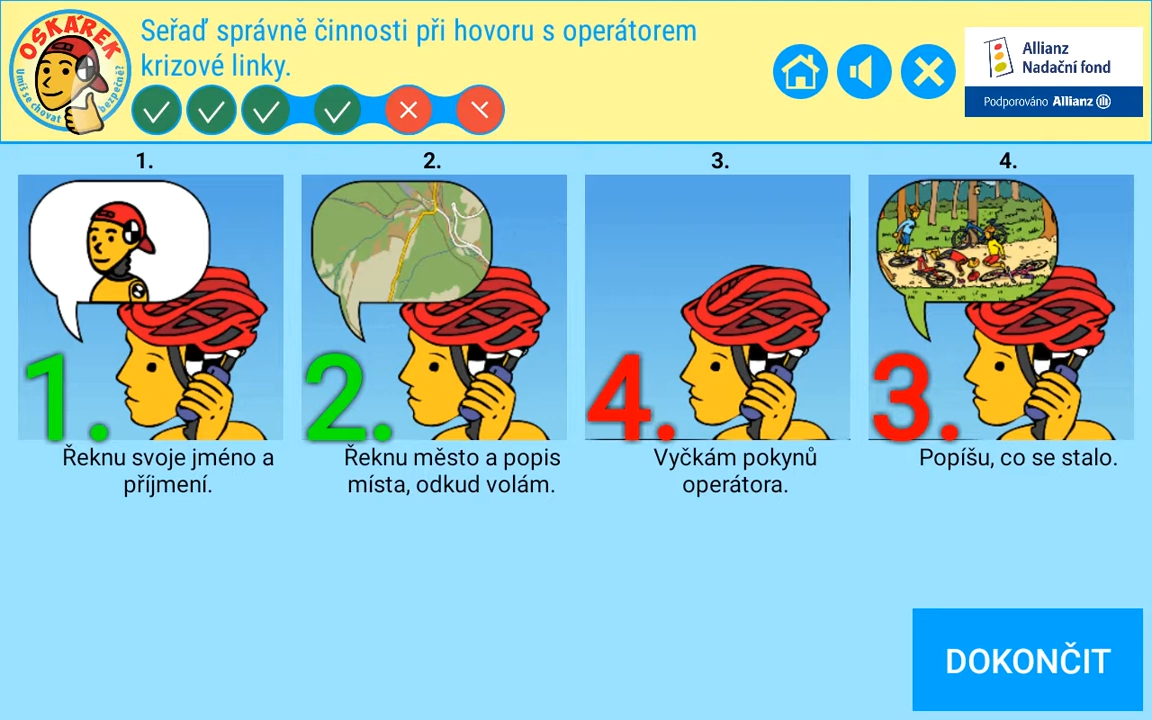 OSKÁREK
Umíš se chovat bezpečně?
Seřaď správně činnosti při hovoru s operátorem
krizové linky.
Allianz
Nadační fond
Podporováno Allianz
1.
2.
3.
4.
1.
2.
4.
3.
Řeknu svoje jméno a
příjmení.
Řeknu město a popis
místa, odkud volám.
Vyčkám pokynů
operátora.
Popíšu, co se stalo.
DOKONČIT